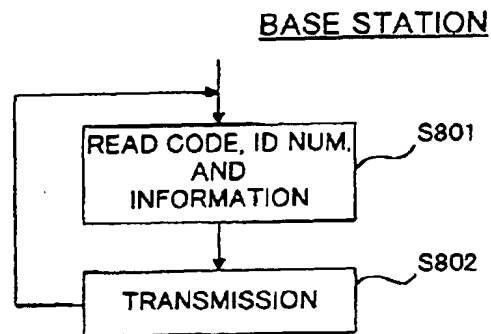 BASE STATION
READ CODE, ID NUM.
AND
INFORMATION
S801
TRANSMISSION
S802